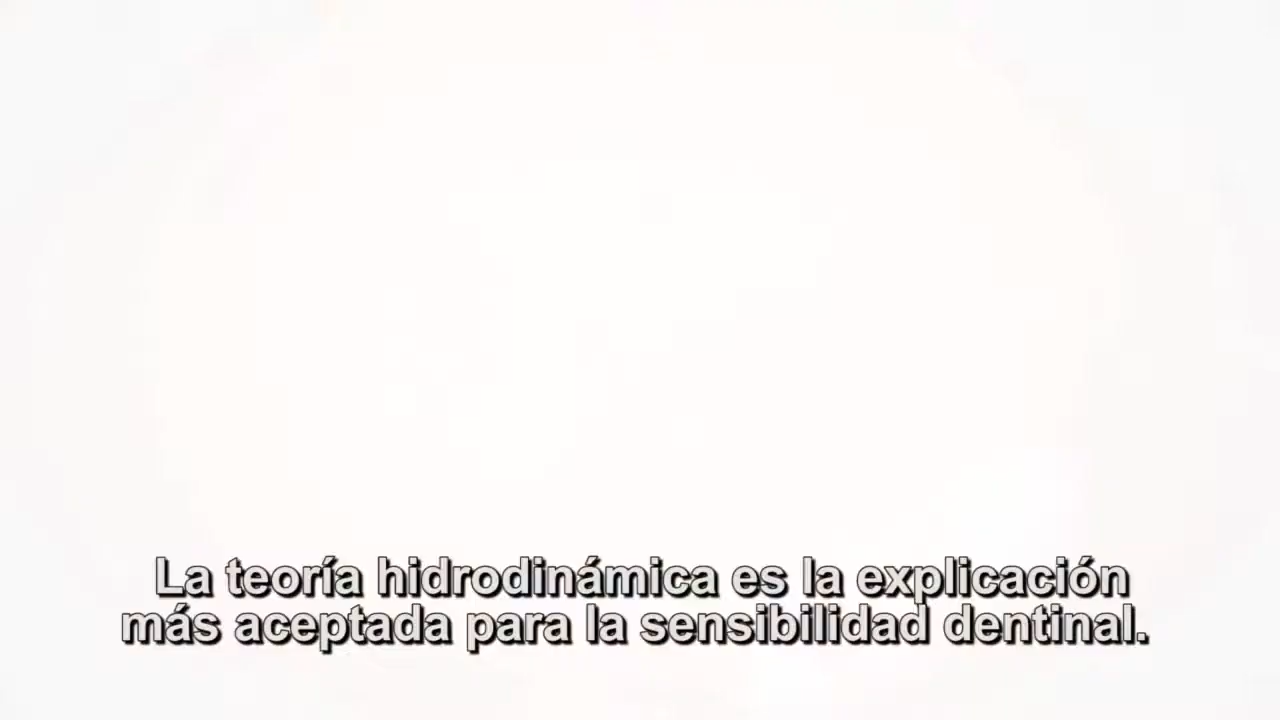 La teoría hidrodinámica es la explicación
más aceptada para la sensibilidad dentinal.